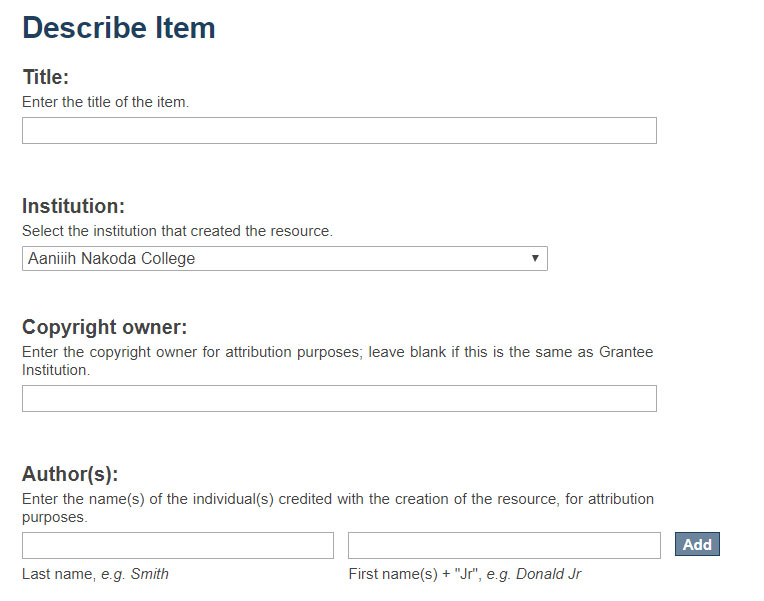 Describe Item
Title:
Enter the title of the item.
Institution:
Select the institution that created the resource.
Aaniiih Nakoda College
Copyright owner:
Enter the copyright owner for attribution purposes; leave blank if this is the same as Grantee
Institution.
Author(s):
Enter the name(s) of the individual(s) credited with the creation of the resource, for attribution
purposes.
Add
Last name, e.g. Smith
First name(s) + "Jr", e.g. Donald Jr